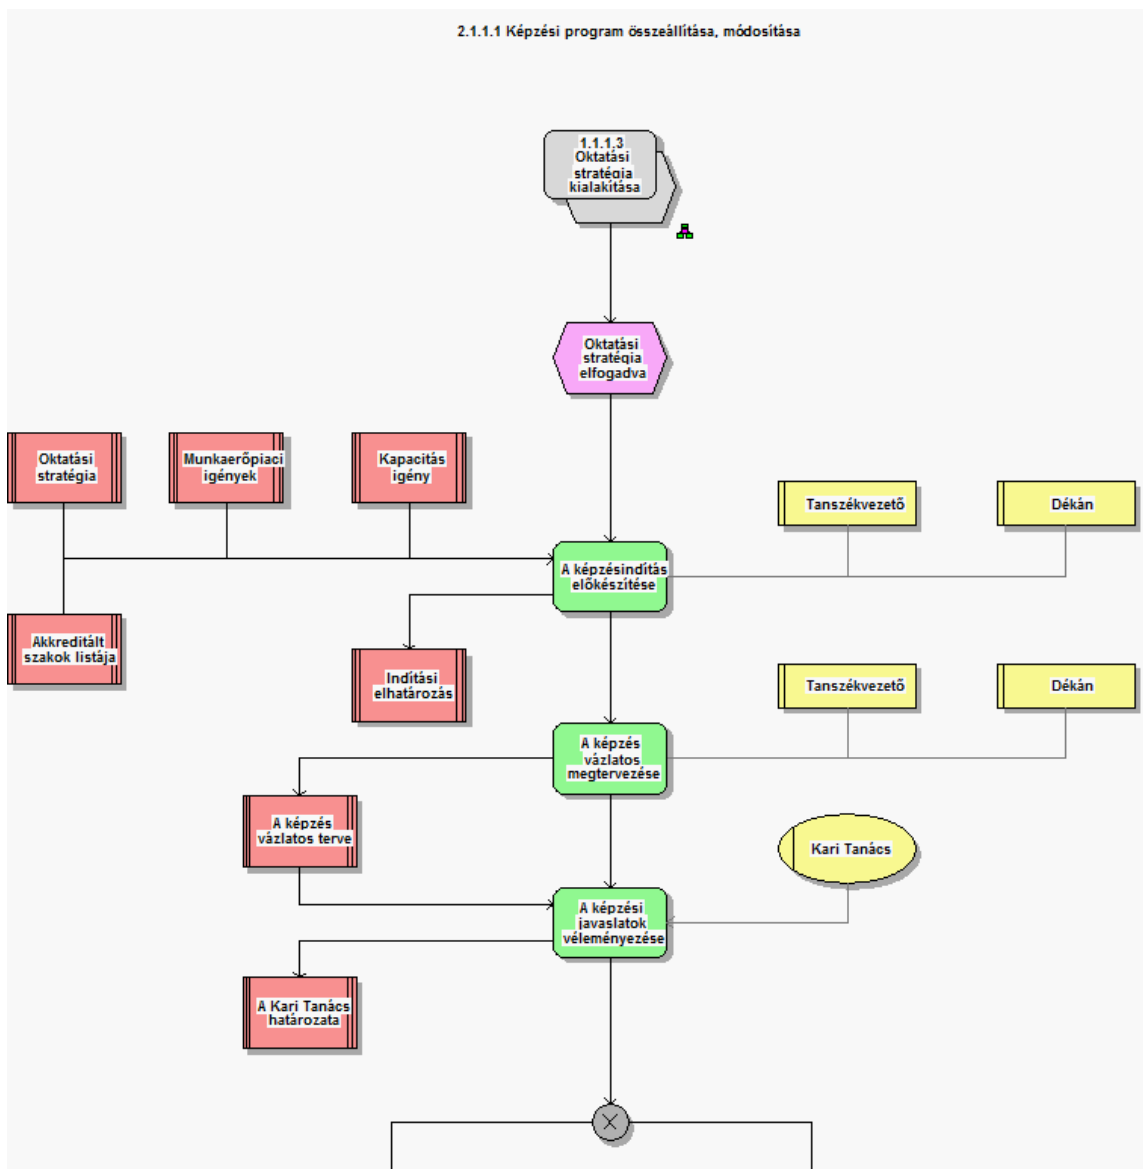 2.1.1.1 Képzési program összeállítása, módosítása
1.1.1.3
Oktatási
stratégia
kialakítása
Oktatási
stratégia
elfogadva
Oktatási
stratégia
Munkaerőpiaci
igények
Kapacitás
igény
Tanszékvezető
Dékán
A képzésindítás
előkészítése
Akkreditált
szakok listája
Indítási
elhatározás
Tanszékvezető
Dékán
A képzés
vázlatos
megtervezése
A képzés
vázlatos terve
Kari Tanács
A képzési
javaslatok
véleményezése
A Kari Tanács
határozata